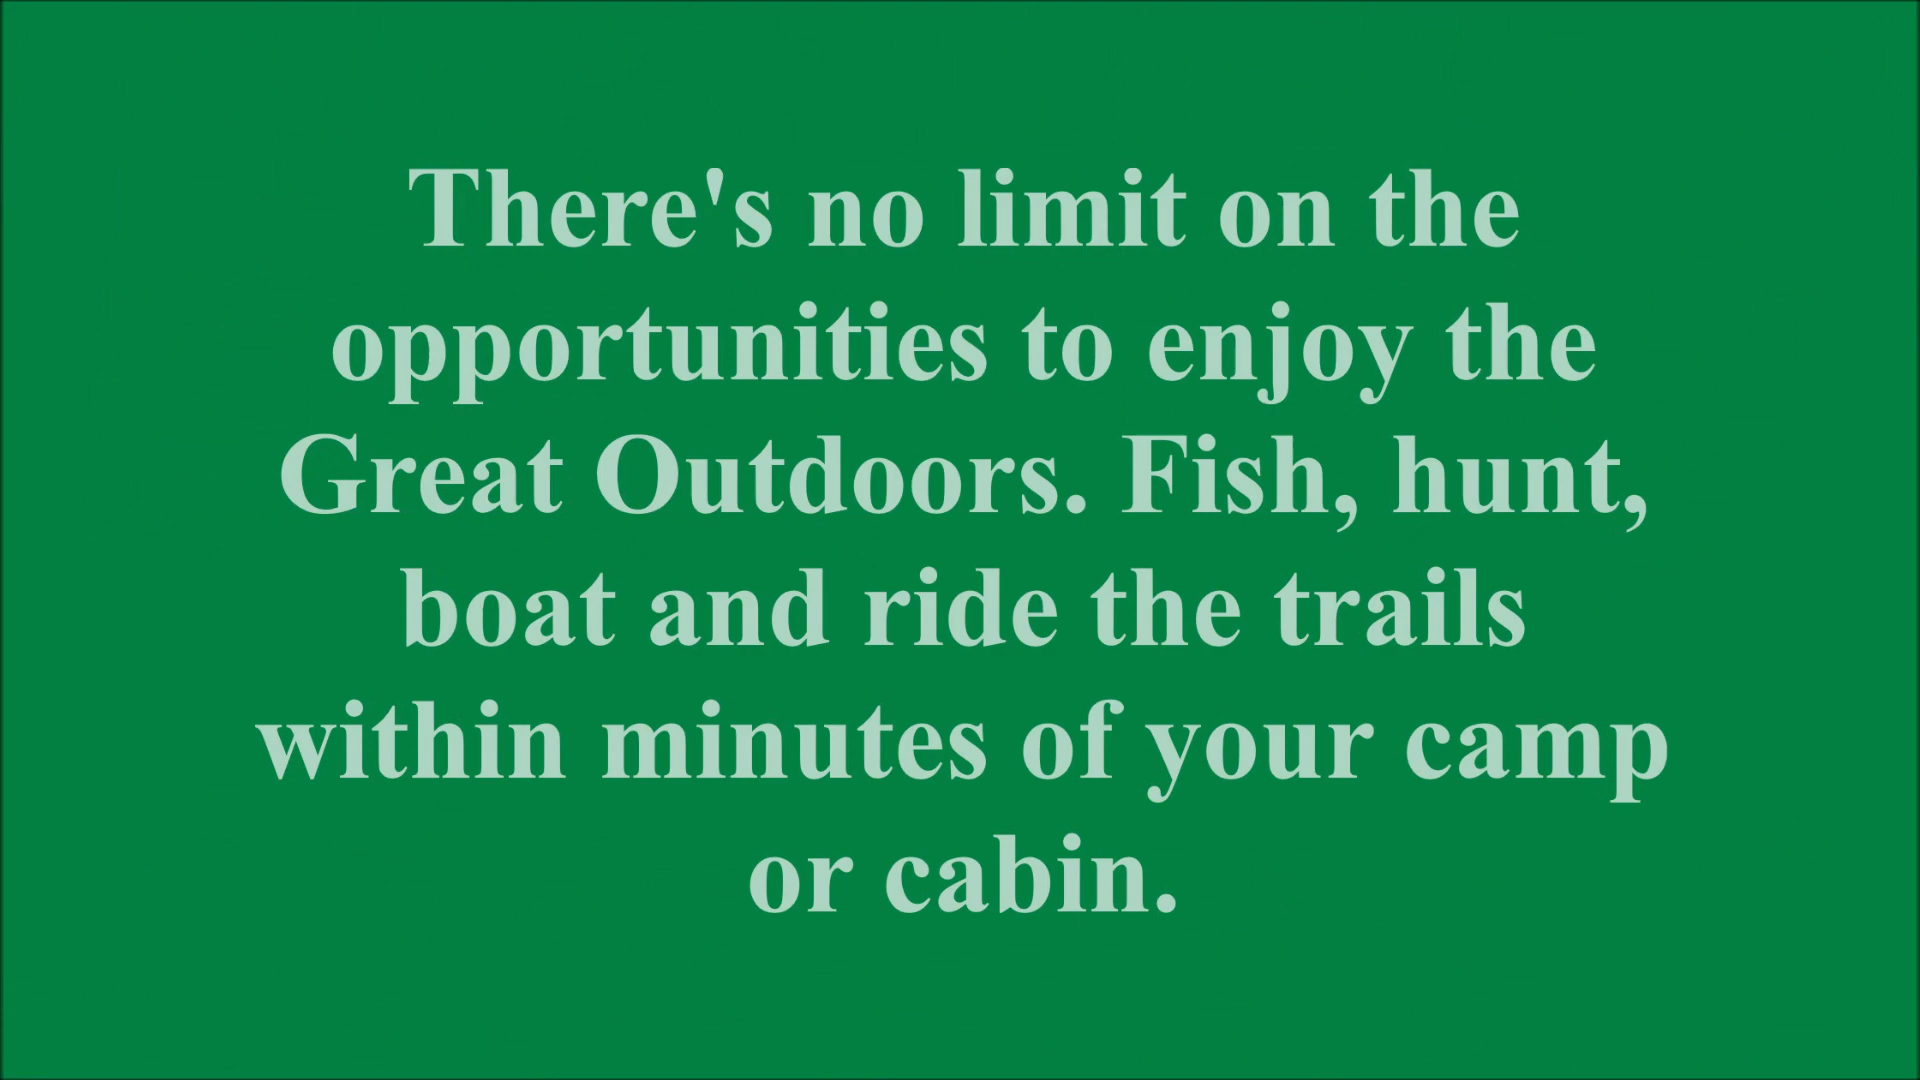 There's no limit on the
opportunities to enjoy the
Great Outdoors. Fish, hunt,
boat and ride the trails
within minutes of your camp
or cabin.